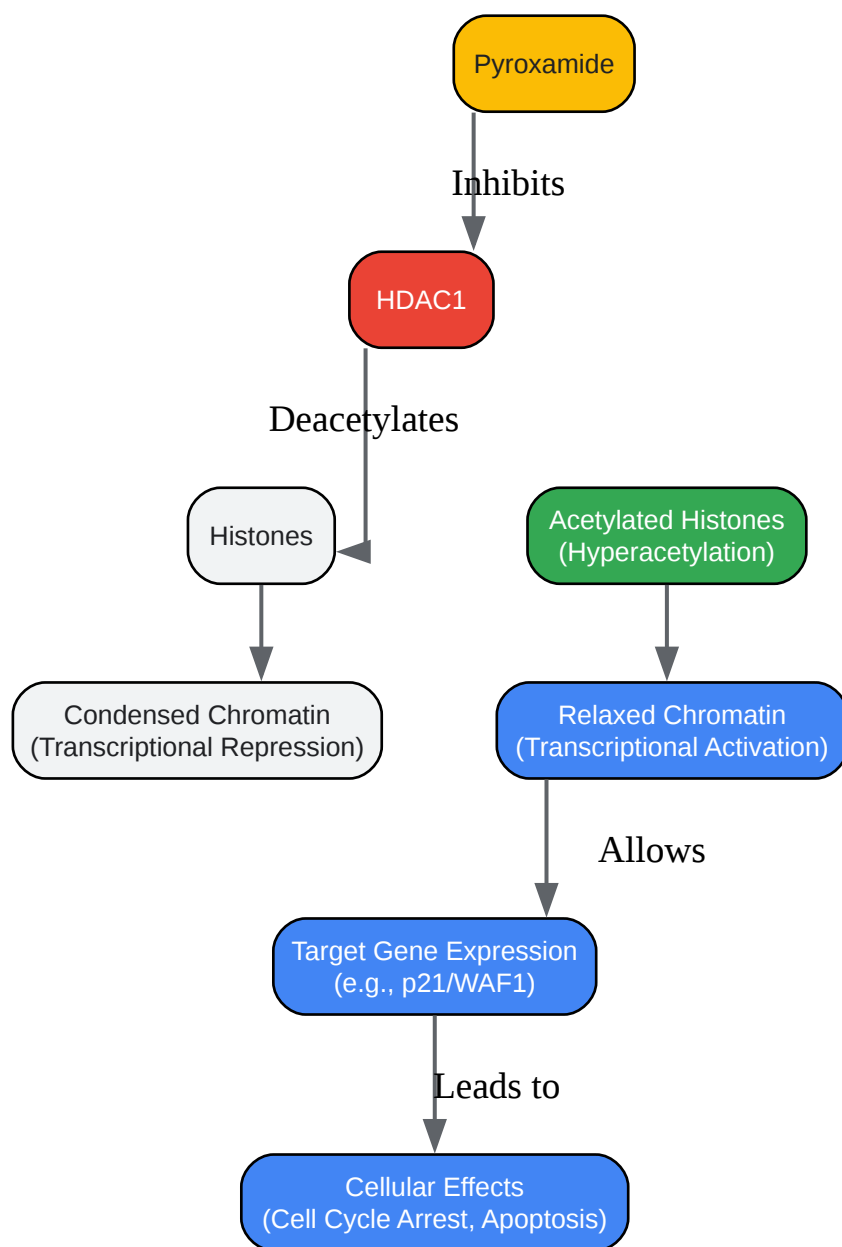 Pyroxamide
Inhibits
HDAC1
Deacetylates
Histones
Acetylated Histones
(Hyperacetylation)
Condensed Chromatin
(Transcriptional Repression)
Relaxed Chromatin
(Transcriptional Activation)
Allows
Target Gene Expression
(e.g., p21/WAF1)
Leads to
Cellular Effects
(Cell Cycle Arrest, Apoptosis)